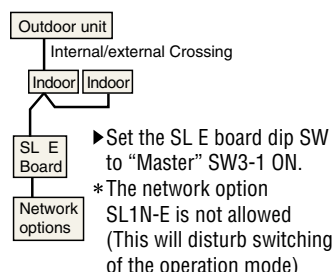 Outdoor unit
Internal/external Crossing
Indoor Indoor
SL E
Board
▶Set the SL E board dip SW
to “Master” SW3-1 ON.
Network
options
*The network option
SL1N-E is not allowed
(This will disturb switching
of the operation mode)